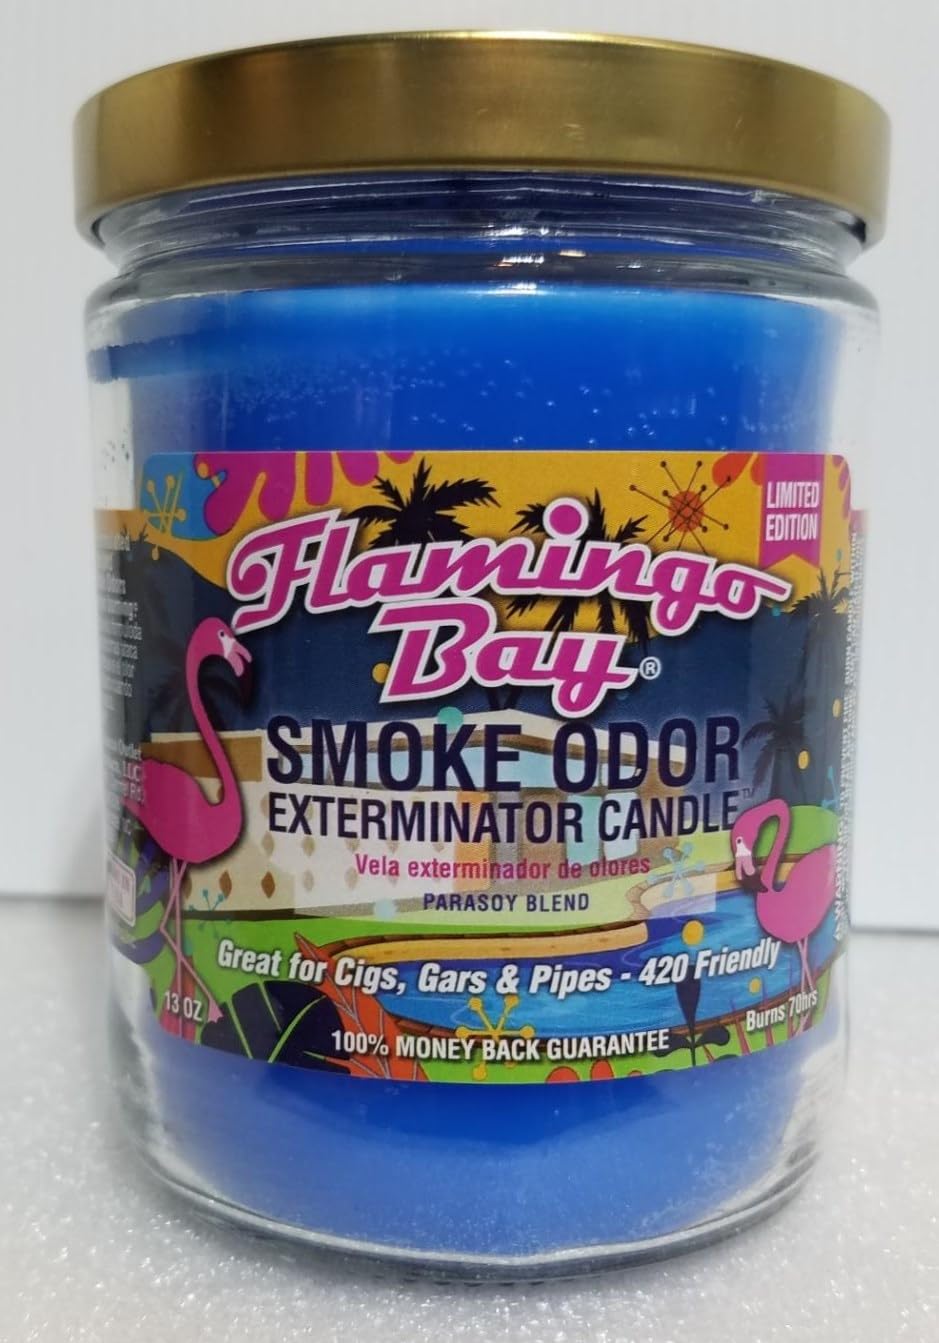 LIMITED
EDITION
Flamingo
Bay®
SMOKE ODOR
EXTERMINATOR CANDLE™
Vela exterminador de olores
PARASOY BLEND
Great for Cigs, Gars & Pipes - 420 Friendly
13 OZ
Burns 70hrs
100% MONEY BACK GUARANTEE